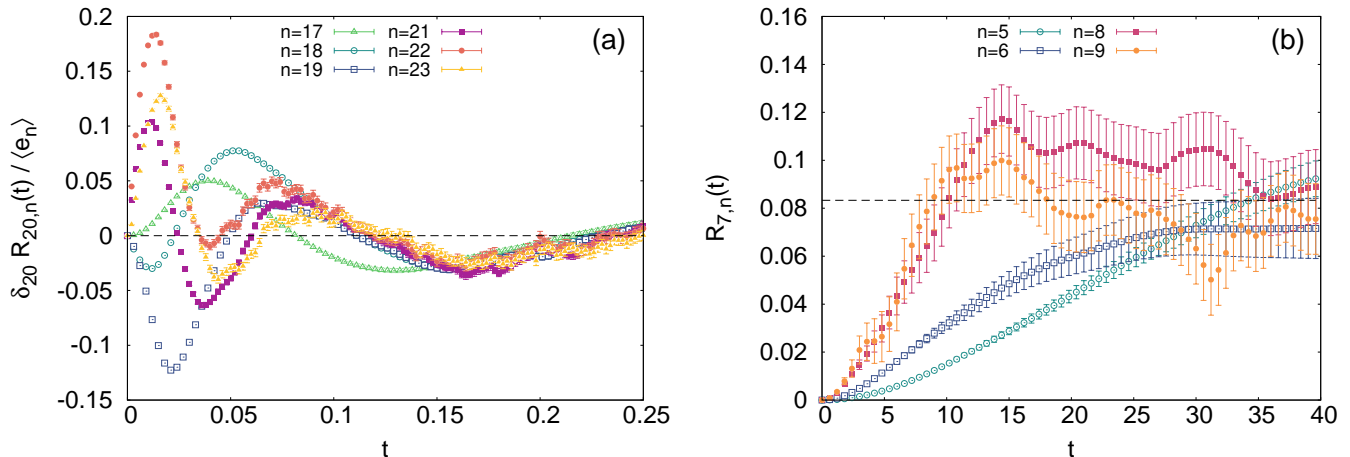 (a)
n=17 n=21
n=18 n=22
n=19 n=23
δ20 R20,n(t) / ⟨en⟩
0.2
0.15
0.1
0.05
0
-0.05
-0.1
-0.15
0 0.05 0.1 0.15 0.2 0.25
t
(b)
n=5 n=8
n=6 n=9
R7,n(t)
0.16
0.14
0.12
0.1
0.08
0.06
0.04
0.02
0
0 5 10 15 20 25 30 35 40
t